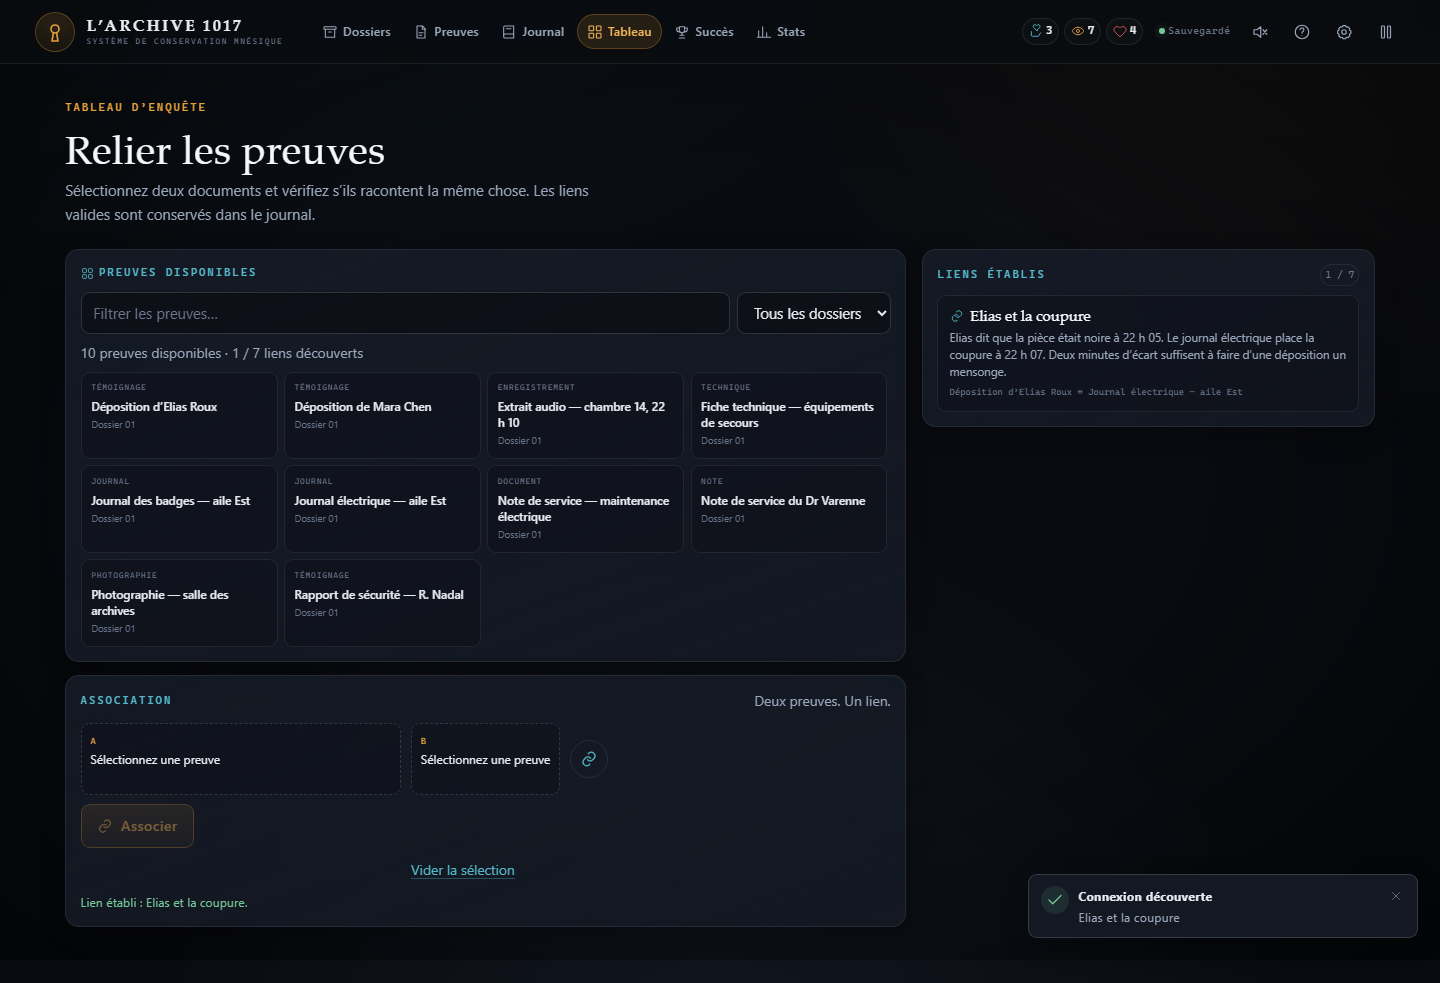 L'ARCHIVE 1017
SYSTÈME DE CONSERVATION MNÉSIQUE
Dossiers
Preuves
Journal
Tableau
Succès
Stats
3
7
4
Sauvegardé
TABLEAU D'ENQUÊTE
Relier les preuves
Sélectionnez deux documents et vérifiez s'ils racontent la même chose. Les liens
valides sont conservés dans le journal.
PREUVES DISPONIBLES
Filtrer les preuves...
Tous les dossiers
10 preuves disponibles · 1 / 7 liens découverts
TÉMOIGNAGE
Déposition d'Elias Roux
Dossier 01
TÉMOIGNAGE
Déposition de Mara Chen
Dossier 01
ENREGISTREMENT
Extrait audio — chambre 14, 22
h 10
Dossier 01
TECHNIQUE
Fiche technique — équipements
de secours
Dossier 01
JOURNAL
Journal des badges — aile Est
Dossier 01
JOURNAL
Journal électrique — aile Est
Dossier 01
DOCUMENT
Note de service — maintenance
électrique
Dossier 01
NOTE
Note de service du Dr Varenne
Dossier 01
PHOTOGRAPHIE
Photographie — salle des
archives
Dossier 01
TÉMOIGNAGE
Rapport de sécurité — R. Nadal
Dossier 01
LIENS ÉTABLIS
1 / 7
Elias et la coupure
Elias dit que la pièce était noire à 22 h 05. Le journal électrique place la
coupure à 22 h 07. Deux minutes d'écart suffisent à faire d'une déposition un
mensonge.
Déposition d'Elias Roux ↔ Journal électrique — aile Est
ASSOCIATION
Deux preuves. Un lien.
A
Sélectionnez une preuve
B
Sélectionnez une preuve
Associer
Vider la sélection
Lien établi : Elias et la coupure.
Connexion découverte
Elias et la coupure